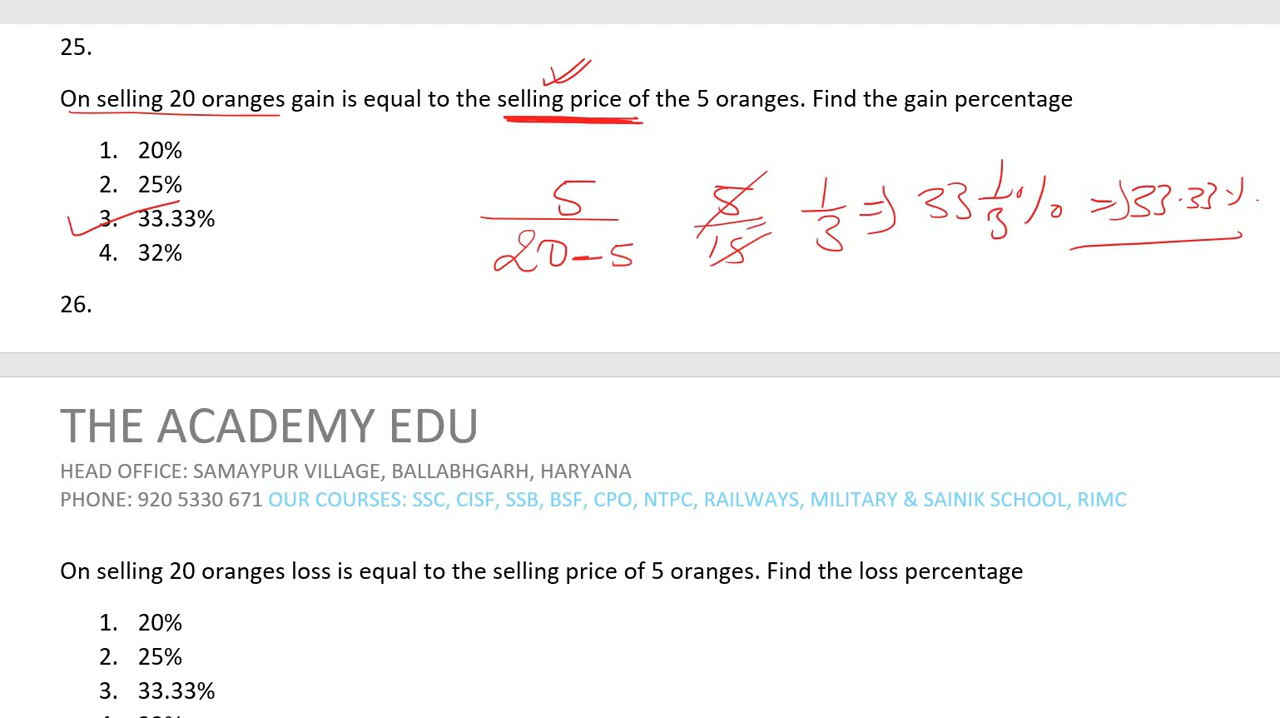 25.
On selling 20 oranges gain is equal to the selling price of the 5 oranges. Find the gain percentage
1. 20%
2. 25%
3. 33.33%
4. 32%
5/20-5 5/15 1/3 => 33 1/3 % => 33.33%
26.
THE ACADEMY EDU
HEAD OFFICE: SAMAYPUR VILLAGE, BALLABHGARH, HARYANA
PHONE: 920 5330 671 OUR COURSES: SSC, CISF, SSB, BSF, CPO, NTPC, RAILWAYS, MILITARY & SAINIK SCHOOL, RIMC
On selling 20 oranges loss is equal to the selling price of 5 oranges. Find the loss percentage
1. 20%
2. 25%
3. 33.33%